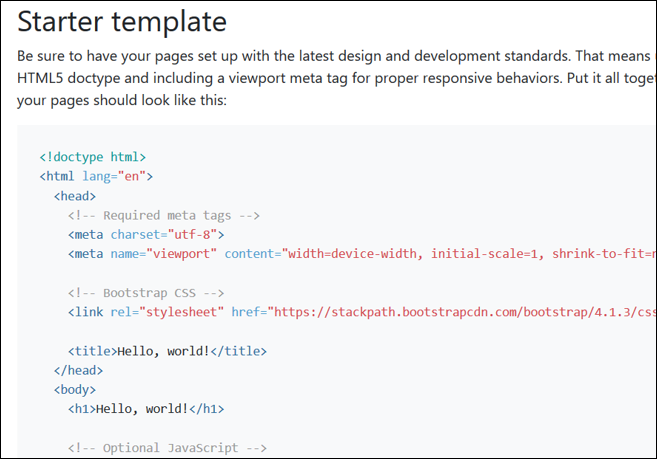 Starter template
Be sure to have your pages set up with the latest design and development standards. That means
HTML5 doctype and including a viewport meta tag for proper responsive behaviors. Put it all
your pages should look like this:
<!doctype html>
<html lang="en">
<head>
<!-- Required meta tags -->
<meta charset="utf-8">
<meta name="viewport" content="width=device-width, initial-scale=1, shrink-to-fit=
<!-- Bootstrap CSS -->
<link rel="stylesheet" href="https://stackpath.bootstrapcdn.com/bootstrap/4.1.3/css
<title>Hello, world!</title>
</head>
<body>
<h1>Hello, world!</h1>
<!-- Optional JavaScript -->